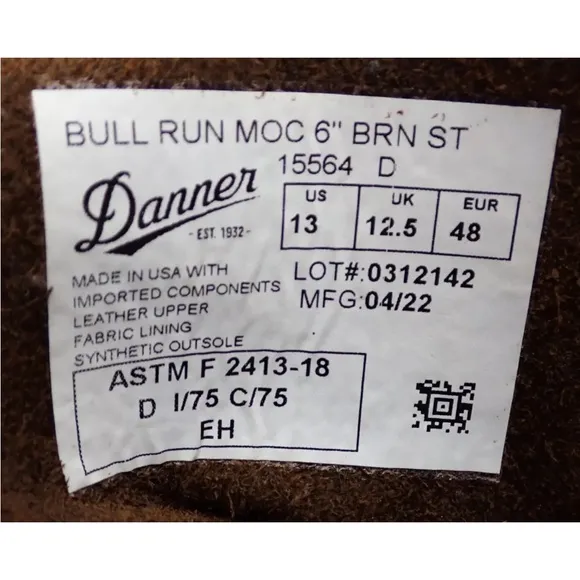 BULL RUN MOC 6" BRN ST
15564 D
Danner
- EST. 1932 -
US UK EUR
13 12.5 48
MADE IN USA WITH
IMPORTED COMPONENTS
LEATHER UPPER
FABRIC LINING
SYNTHETIC OUTSOLE
LOT#:0312142
MFG:04/22
ASTM F 2413-18
D I/75 C/75
EH